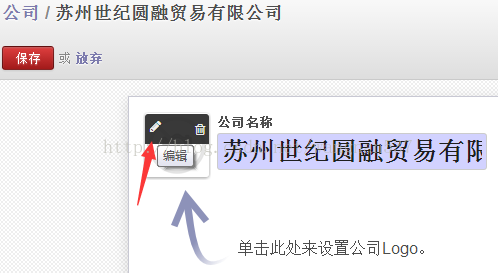 公司 / 苏州世纪圆融贸易有限公司
保存 或 放弃
公司名称
苏州世纪圆融贸易有限
编辑
单击此处来设置公司Logo。